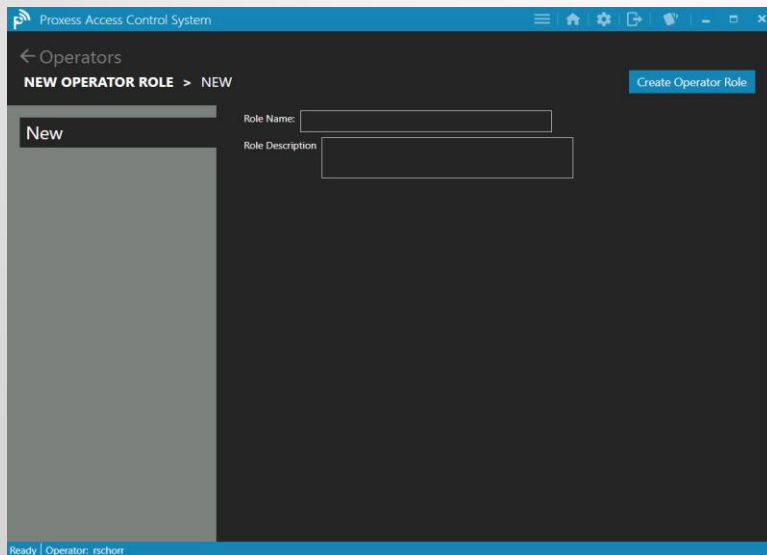 Proxess Access Control System
Operators
NEW OPERATOR ROLE > NEW
Create Operator Role
New
Role Name:
Role Description
Ready | Operator: rschorr